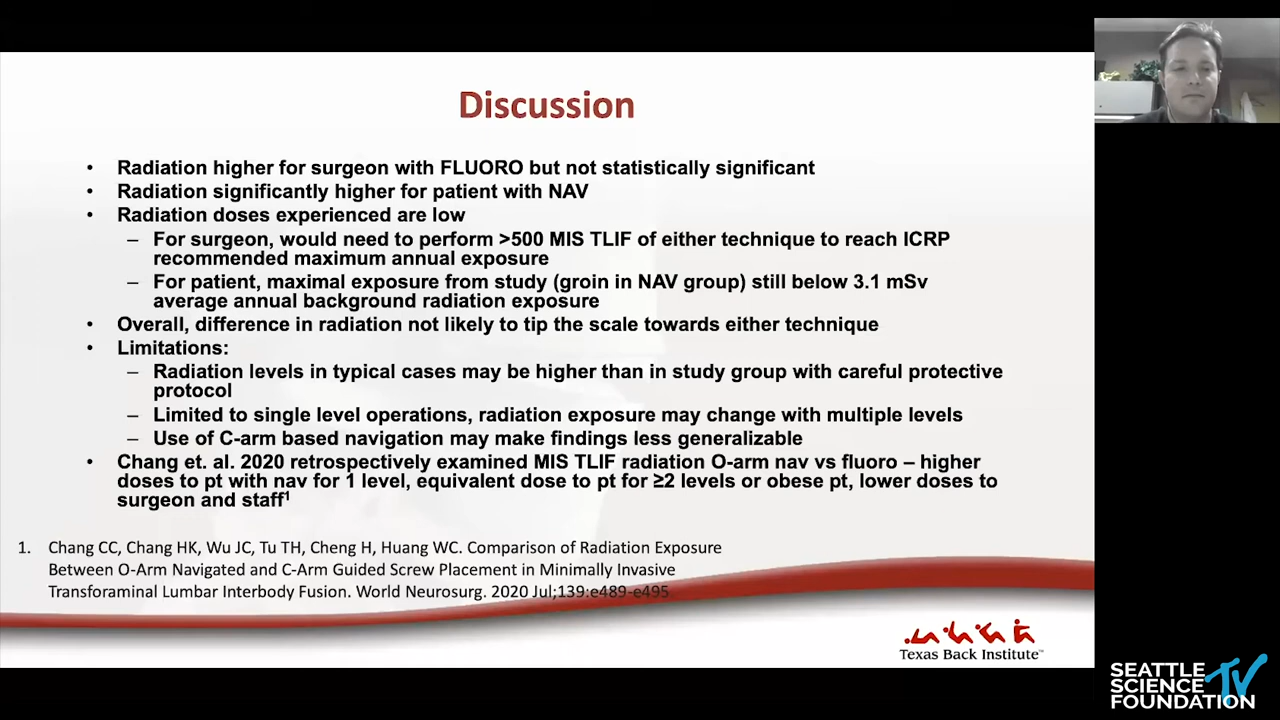 Discussion
• Radiation higher for surgeon with FLUORO but not statistically significant
• Radiation significantly higher for patient with NAV
• Radiation doses experienced are low
– For surgeon, would need to perform >500 MIS TLIF of either technique to reach ICRP
recommended maximum annual exposure
– For patient, maximal exposure from study (groin in NAV group) still below 3.1 mSv
average annual background radiation exposure
• Overall, difference in radiation not likely to tip the scale towards either technique
• Limitations:
– Radiation levels in typical cases may be higher than in study group with careful protective
protocol
– Limited to single level operations, radiation exposure may change with multiple levels
– Use of C-arm based navigation may make findings less generalizable
• Chang et. al. 2020 retrospectively examined MIS TLIF radiation O-arm nav vs fluoro – higher
doses to pt with nav for 1 level, equivalent dose to pt for ≥2 levels or obese pt, lower doses to
surgeon and staff¹
1. Chang CC, Chang HK, Wu JC, Tu TH, Cheng H, Huang WC. Comparison of Radiation Exposure
Between O-Arm Navigated and C-Arm Guided Screw Placement in Minimally Invasive
Transforaminal Lumbar Interbody Fusion. World Neurosurg. 2020 Jul;139:e489-e495
Texas Back Institute™
SEATTLE
SCIENCE TV
FOUNDATION